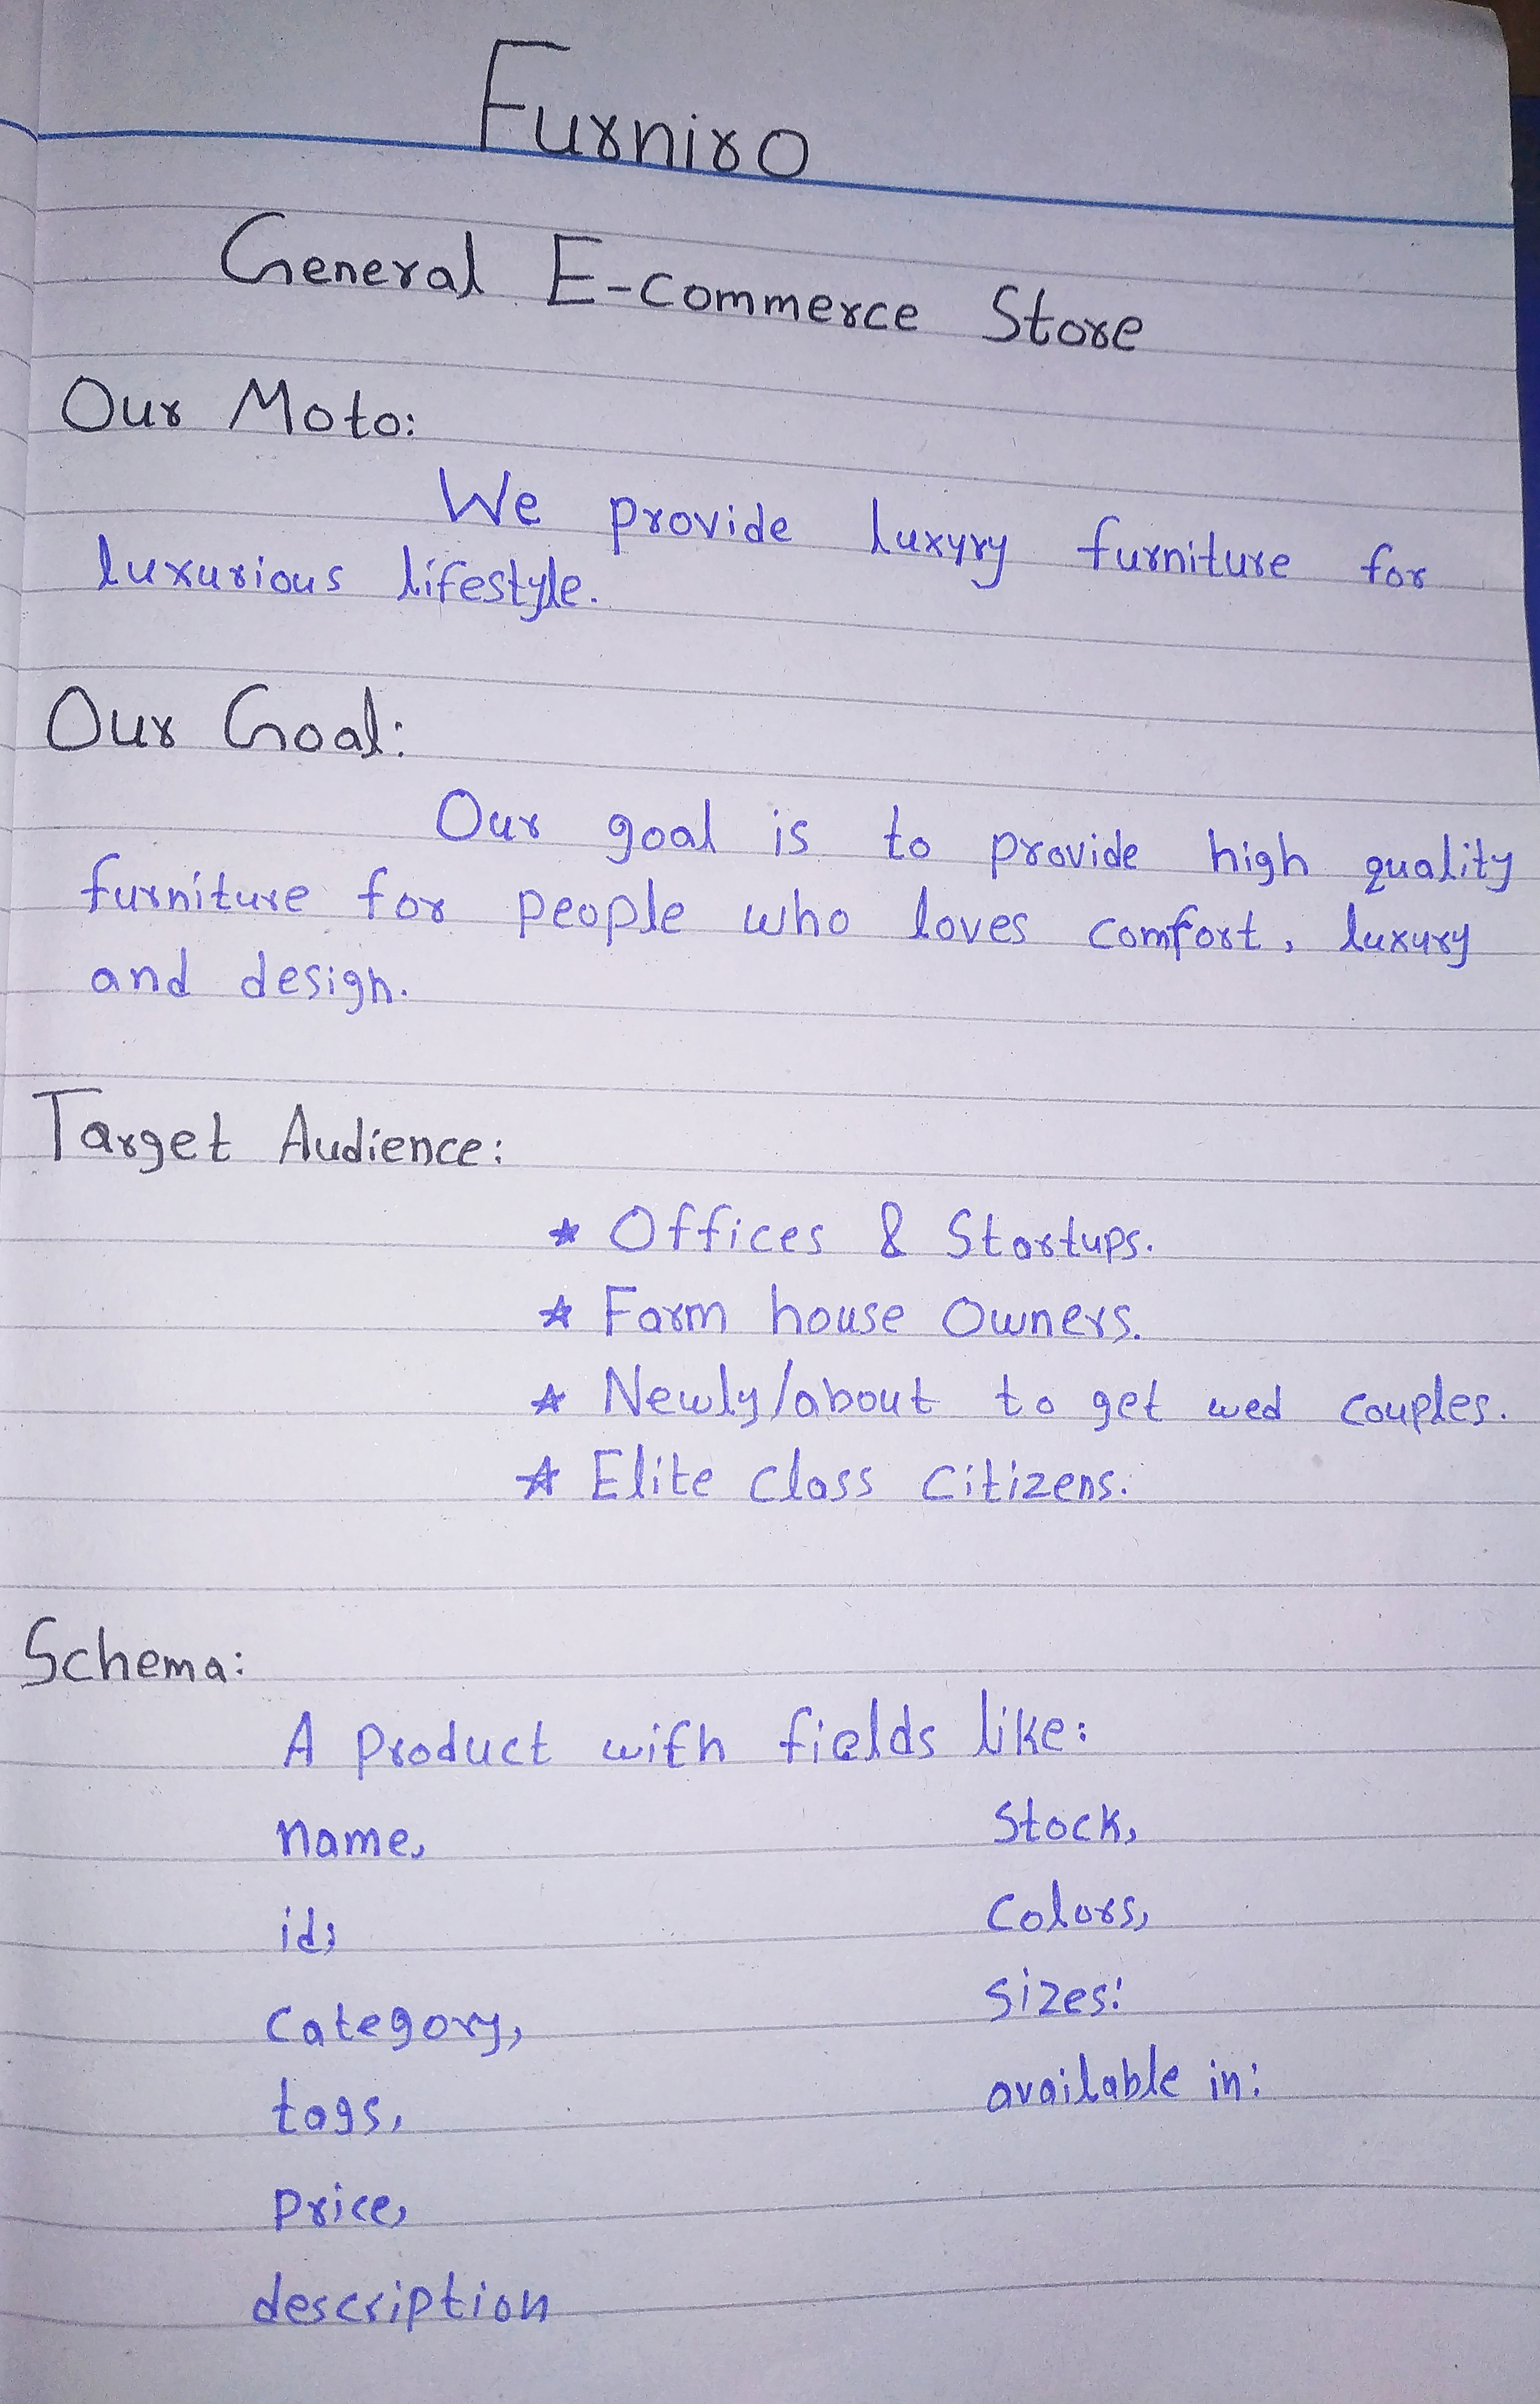 Furniro
General E-commerce Store
Our Moto:
We provide luxyry furniture for
luxurious lifestyle.
Our Goal:
Our goal is to provide high quality
furniture for people who loves comfort, luxury
and design.
Target Audience:
* Offices & Startups.
* Farm house Owners.
* Newly/about to get wed couples.
* Elite class Citizens.
Schema:
A Product with fields like:
name,
id,
Category,
tags,
Price,
description
Stock,
Colors,
Sizes:
available in: